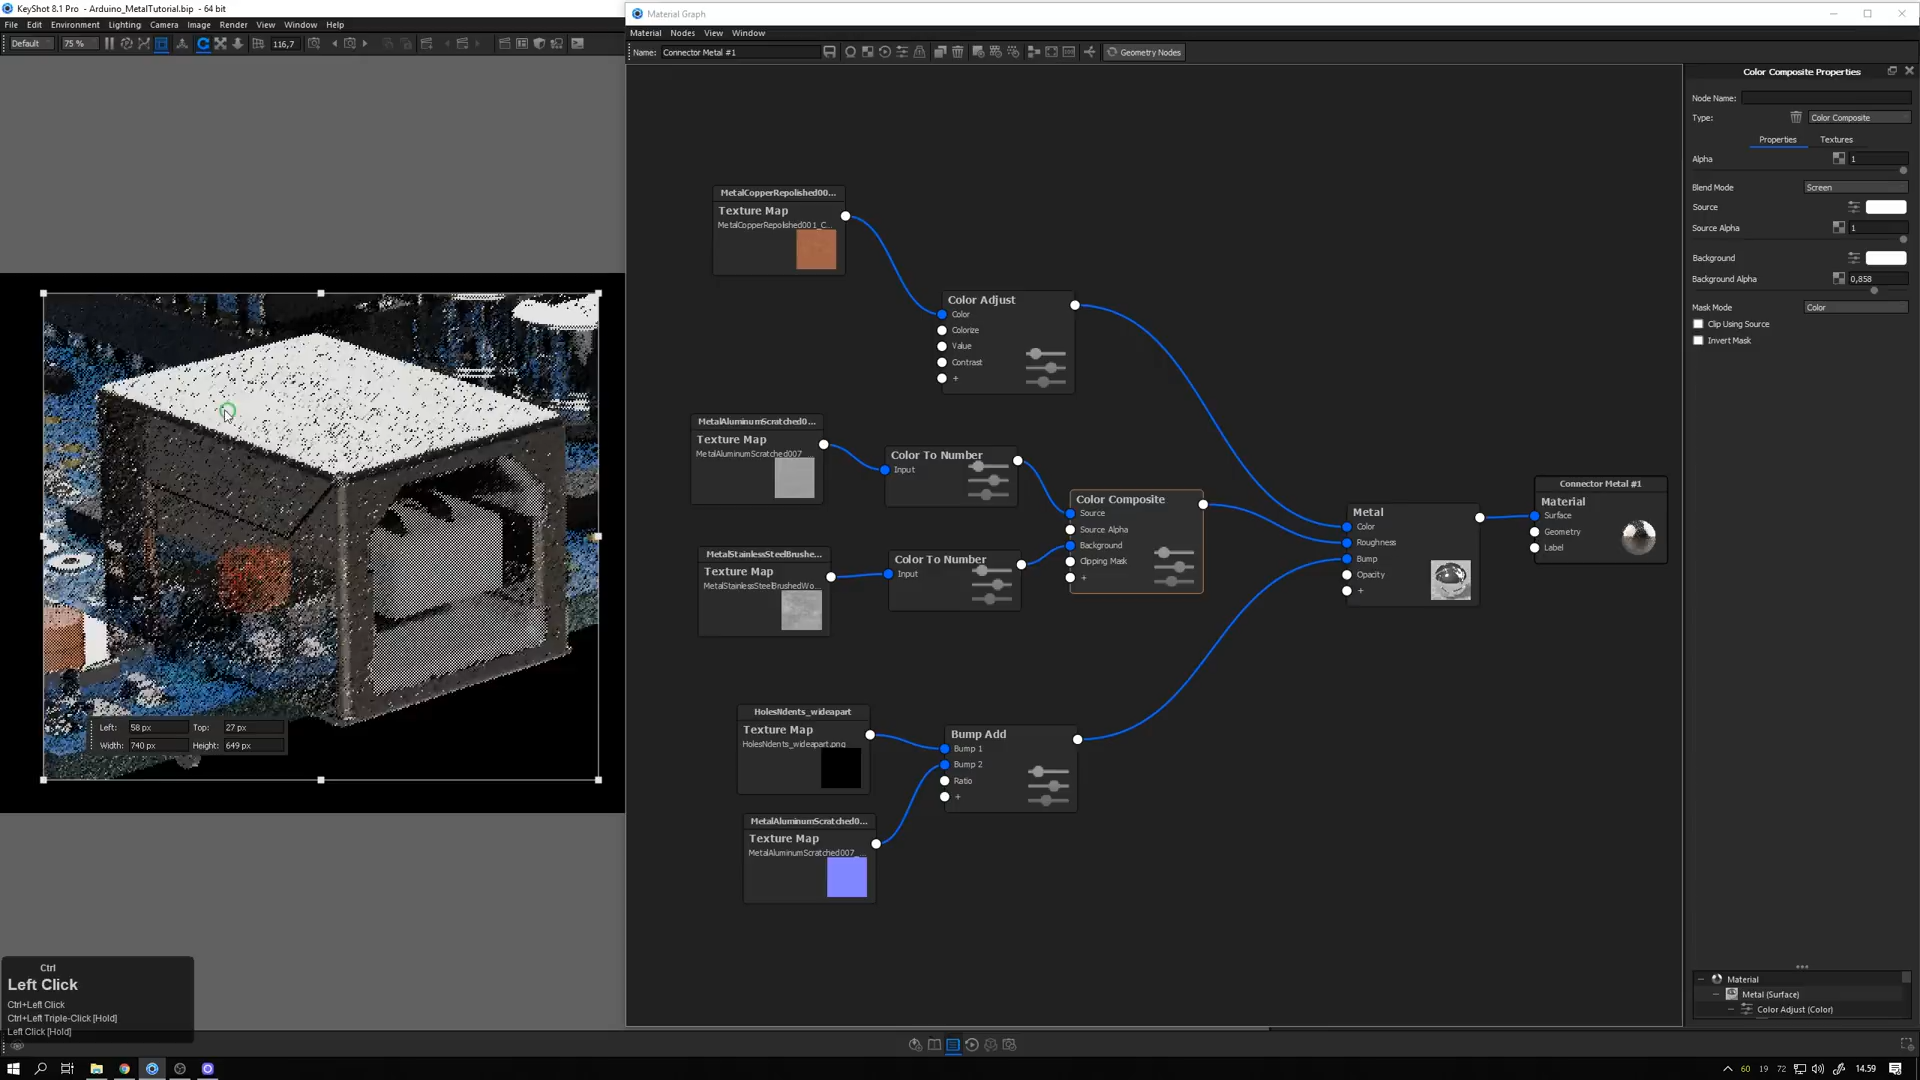 KeyShot 8.1 Pro - Arduino_MetalTutorial.bip - 64 bit
File Edit Environment Lighting Camera Image Render View Window Help
Default 75 % 116,7
Material Graph
Material Nodes View Window
Name: Connector Metal #1 Geometry Nodes
MetalCopperRepolished00...
Texture Map
MetalCopperRepolished001_C...
Color Adjust
Color
Colorize
Value
Contrast
+
MetalAluminumScratched0...
Texture Map
MetalAluminumScratched007
Color To Number
Input
MetalStainlessSteelBrushe...
Texture Map
MetalStainlessSteelBrushedWo...
Color To Number
Input
Color Composite
Source
Source Alpha
Background
Clipping Mask
+
Metal
Color
Roughness
Bump
Opacity
+
Connector Metal #1
Material
Surface
Geometry
Label
HolesNdents_wideapart
Texture Map
HolesNdents_wideapart.png
Bump Add
Bump 1
Bump 2
Ratio
+
MetalAluminumScratched0...
Texture Map
MetalAluminumScratched007_...
Color Composite Properties
Node Name:
Type: Color Composite
Properties Textures
Alpha 1
Blend Mode Screen
Source
Source Alpha 1
Background
Background Alpha 0,858
Mask Mode Color
Clip Using Source
Invert Mask
Material
Metal (Surface)
Color Adjust (Color)
Left: 58 px Top: 27 px
Width: 740 px Height: 649 px
Ctrl
Left Click
Ctrl+Left Click
Ctrl+Left Triple-Click [Hold]
Left Click [Hold]
60 19 72 14.59